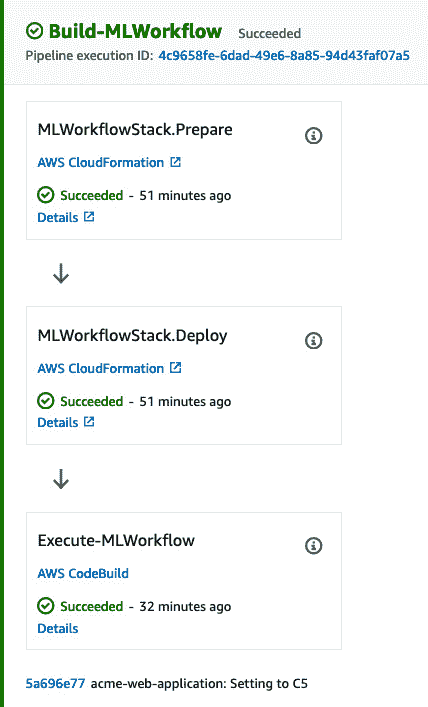 Build-MLWorkflow Succeeded
Pipeline execution ID: 4c9658fe-6dad-49e6-8a85-94d43faf07a5
MLWorkflowStack.Prepare
AWS CloudFormation
Succeeded - 51 minutes ago
Details
MLWorkflowStack.Deploy
AWS CloudFormation
Succeeded - 51 minutes ago
Details
Execute-MLWorkflow
AWS CodeBuild
Succeeded - 32 minutes ago
Details
5a696e77 acme-web-application: Setting to C5